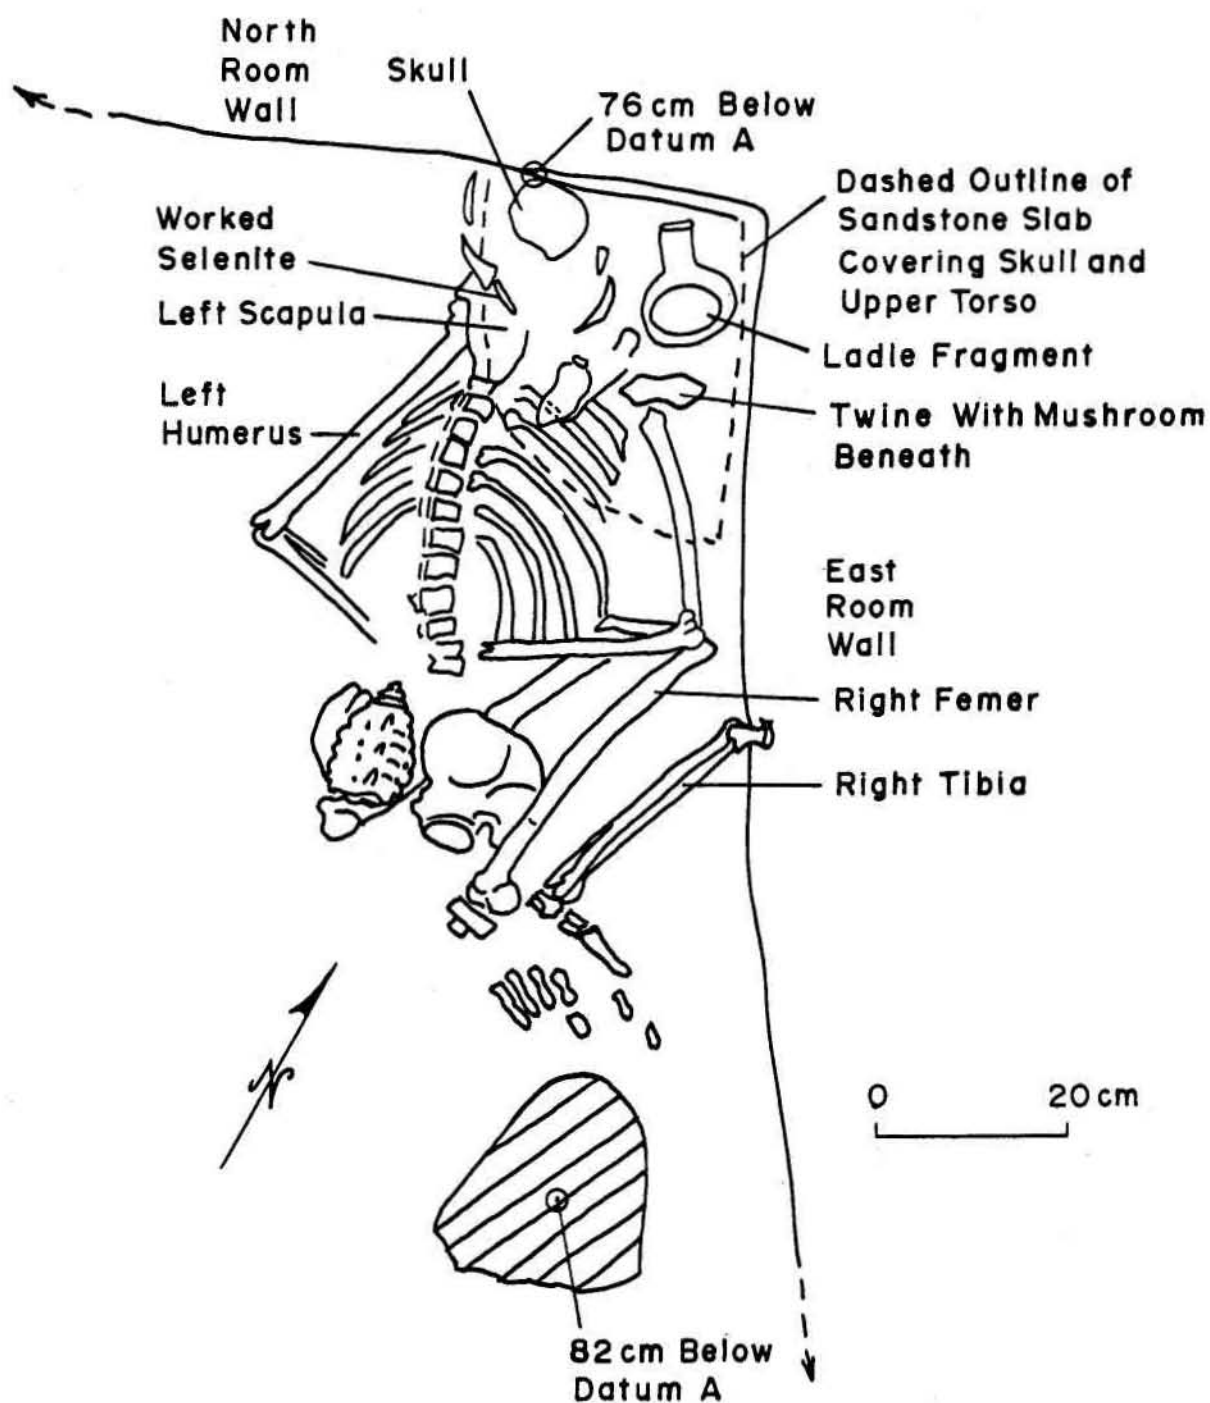 North
Room
Wall
Skull
76 cm Below
Datum A
Dashed Outline of
Sandstone Slab
Covering Skull and
Upper Torso
Worked
Selenite
Left Scapula
Ladle Fragment
Left
Humerus
Twine With Mushroom
Beneath
East
Room
Wall
Right Femer
Right Tibia
N
0 20 cm
82 cm Below
Datum A